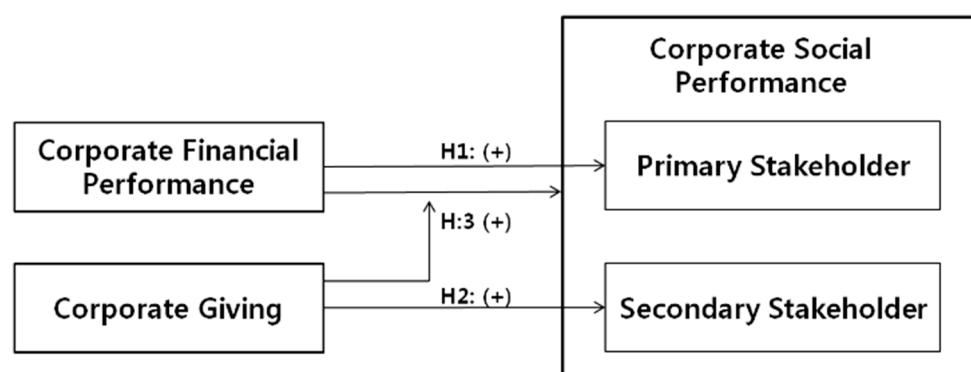 Corporate Social
Performance
Corporate Financial
Performance
H1: (+)
Primary Stakeholder
H:3 (+)
Corporate Giving
H2: (+)
Secondary Stakeholder